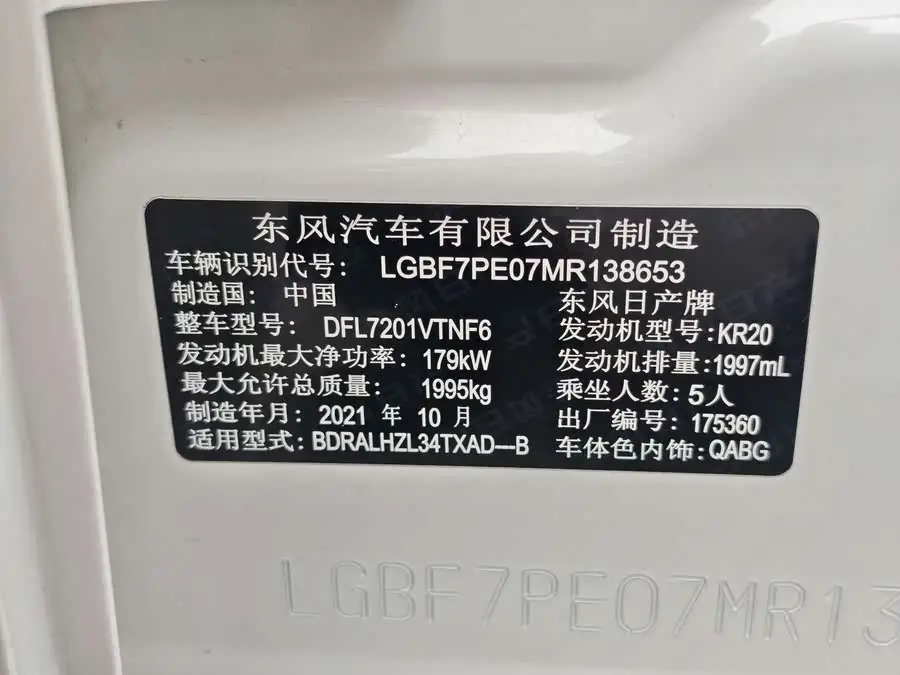 东风汽车有限公司制造
车辆识别代号： LGBF7PE07MR138653
制造国： 中国 东风日产牌
整车型号： DFL7201VTNF6 发动机型号:KR20
发动机最大净功率: 179kW 发动机排量:1997mL
最大允许总质量： 1995kg 乘坐人数:5人
制造年月: 2021 年 10 月 出厂编号: 175360
适用型式: BDRALHZL34TXAD---B 车体色内饰:QABG
LGBF7PE07MR13